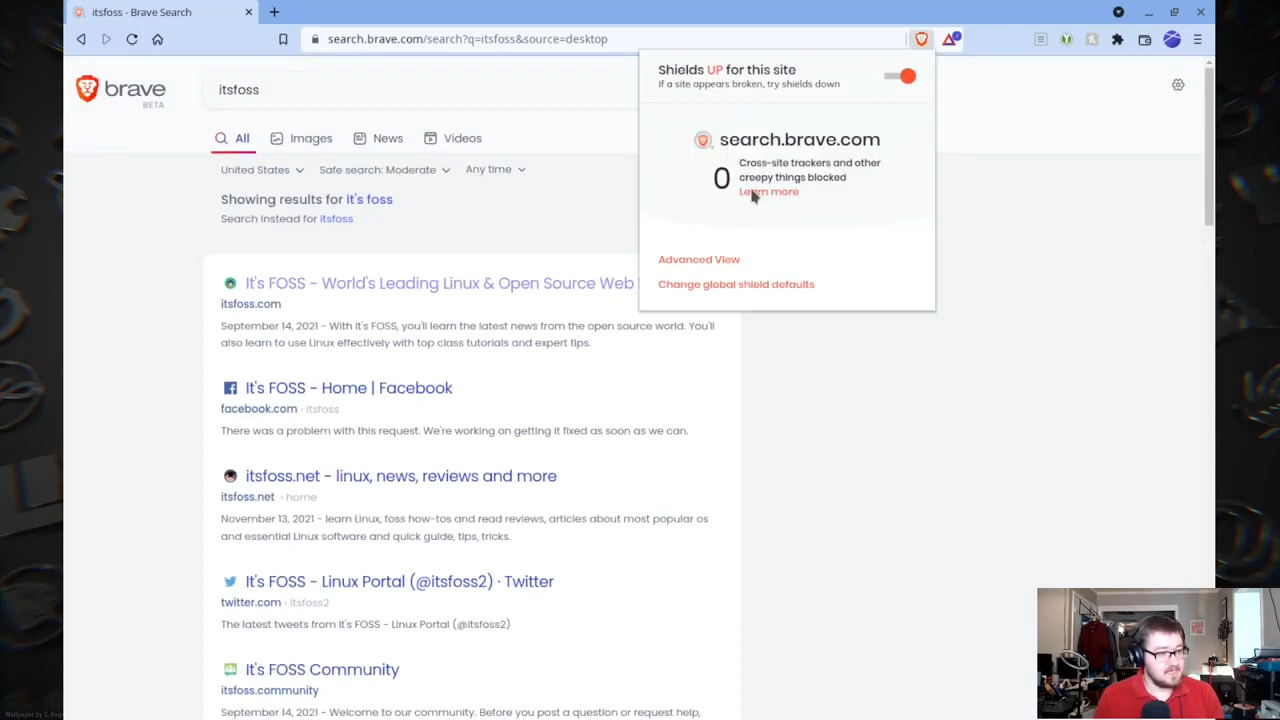 itsfoss - Brave Search
search.brave.com/search?q=itsfoss&source=desktop
Shields UP for this site
If a site appears broken, try shields down
search.brave.com
0
Cross-site trackers and other
creepy things blocked
Learn more
Advanced View
Change global shield defaults
brave
BETA
itsfoss
All
Images
News
Videos
United States
Safe search: Moderate
Any time
Showing results for it's foss
Search instead for itsfoss
It's FOSS - World's Leading Linux & Open Source Web
itsfoss.com
September 14, 2021 - With It's FOSS, you'll learn the latest news from the open source world. You'll
also learn to use Linux effectively with top class tutorials and expert tips.
It's FOSS - Home | Facebook
facebook.com › itsfoss
There was a problem with this request. We're working on getting it fixed as soon as we can.
itsfoss.net - linux, news, reviews and more
itsfoss.net › home
November 13, 2021 - learn Linux, foss how-tos and read reviews, articles about most popular os
and essential Linux software and quick guide, tips, tricks.
It's FOSS - Linux Portal (@itsfoss2) · Twitter
twitter.com › itsfoss2
The latest tweets from It's FOSS - Linux Portal (@itsfoss2)
It's FOSS Community
itsfoss.community
September 14, 2021 - Welcome to our community. Before you post a question or request help,
Wallpaper by C.Rog